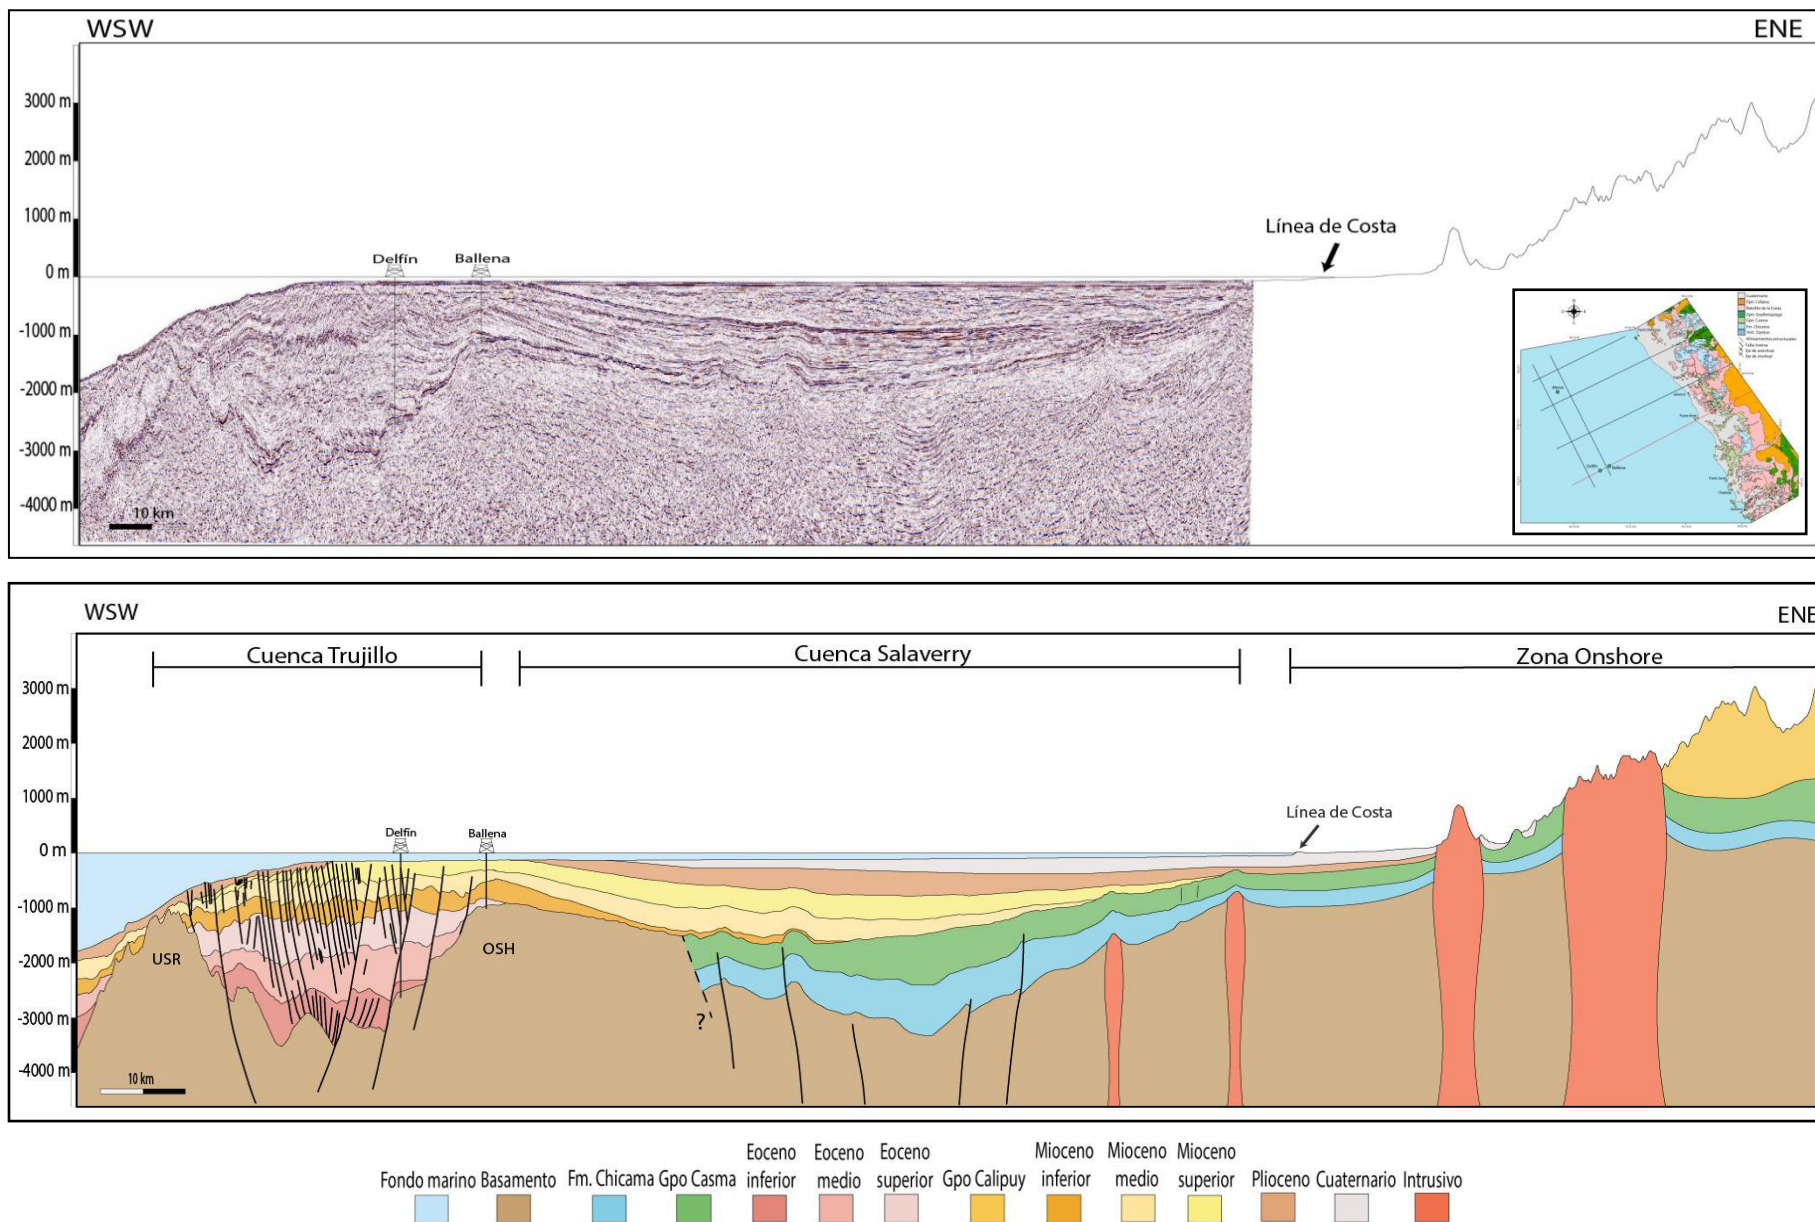 WSW
ENE
3000 m
2000 m
1000 m
0 m
-1000 m
-2000 m
-3000 m
-4000 m
Delfín
Ballena
Línea de Costa
10 km
WSW
ENE
Cuenca Trujillo
Cuenca Salaverry
Zona Onshore
3000 m
2000 m
1000 m
0 m
-1000 m
-2000 m
-3000 m
-4000 m
Delfín
Ballena
Línea de Costa
USR
OSH
?
10 km
Fondo marino
Basamento
Fm. Chicama
Gpo Casma
Eoceno
inferior
Eoceno
medio
Eoceno
superior
Gpo Calipuy
Mioceno
inferior
Mioceno
medio
Mioceno
superior
Plioceno
Cuaternario
Intrusivo